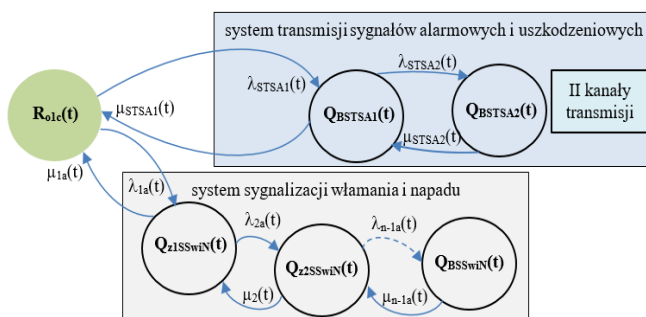 system transmisji sygnałów alarmowych i uszkodzeniowych
λSTSA1(t)
λSTSA2(t)
μSTSA1(t)
Ro1c(t)
QBSTSA1(t)
QBSTSA2(t)
II kanały
transmisji
μSTSA2(t)
μ1a(t)
λ1a(t)
system sygnalizacji włamania i napadu
λ2a(t)
λn-1a(t)
Qz1SSwiN(t)
Qz2SSwiN(t)
QBSSwiN(t)
μ2(t)
μn-1a(t)